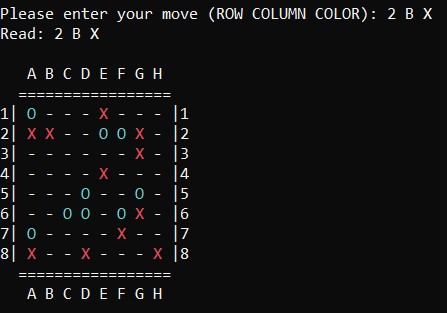 Please enter your move (ROW COLUMN COLOR): 2 B X
Read: 2 B X
A B C D E F G H
=================
1| O - - - X - - - |1
2| X X - - O O X - |2
3| - - - - - - X - |3
4| - - - - X - - - |4
5| - - - O - - O - |5
6| - - O O - O X - |6
7| O - - - - X - - |7
8| X - - X - - - X |8
=================
A B C D E F G H